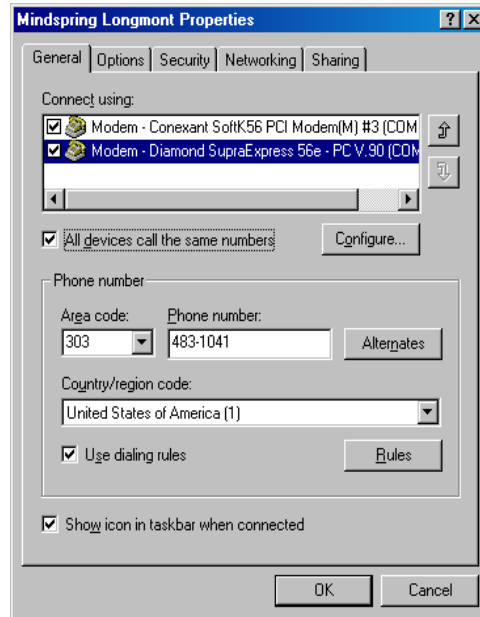 Mindspring Longmont Properties
General Options Security Networking Sharing
Connect using:
Modem - Conexant SoftK56 PCI Modem(M) #3 (COM
Modem - Diamond SupraExpress 56e - PC V.90 (COM
All devices call the same numbers Configure...
Phone number
Area code: Phone number:
303 483-1041 Alternates
Country/region code:
United States of America (1)
Use dialing rules Rules
Show icon in taskbar when connected
OK Cancel